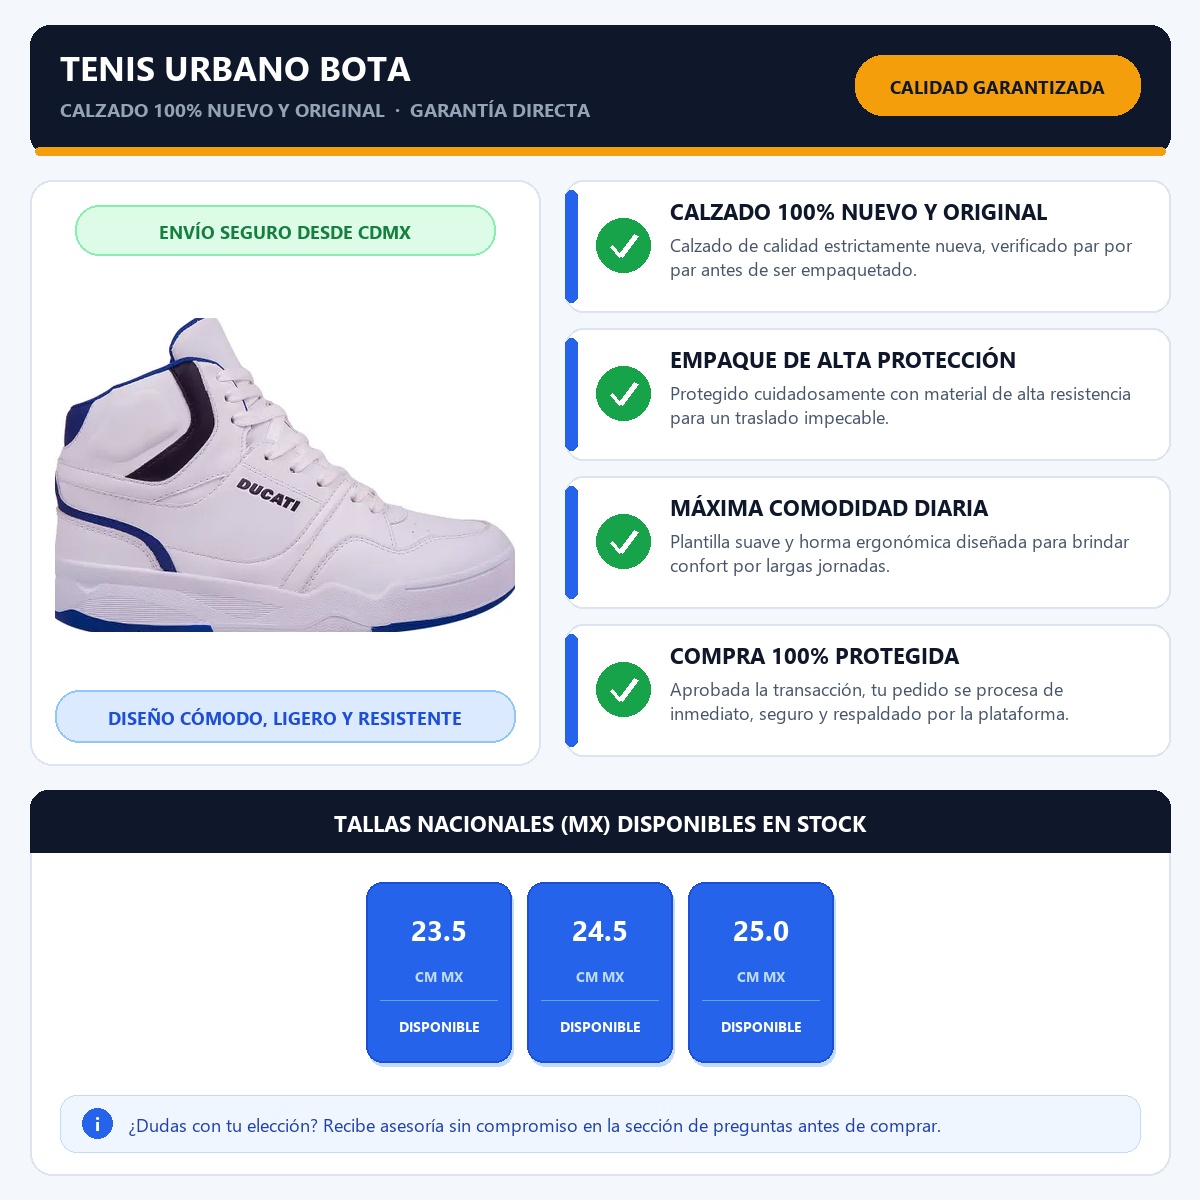 TENIS URBANO BOTA
CALZADO 100% NUEVO Y ORIGINAL · GARANTÍA DIRECTA
CALIDAD GARANTIZADA
ENVÍO SEGURO DESDE CDMX
DUCATI
DISEÑO CÓMODO, LIGERO Y RESISTENTE
CALZADO 100% NUEVO Y ORIGINAL
Calzado de calidad estrictamente nueva, verificado par por
par antes de ser empaquetado.
EMPAQUE DE ALTA PROTECCIÓN
Protegido cuidadosamente con material de alta resistencia
para un traslado impecable.
MÁXIMA COMODIDAD DIARIA
Plantilla suave y horma ergonómica diseñada para brindar
confort por largas jornadas.
COMPRA 100% PROTEGIDA
Aprobada la transacción, tu pedido se procesa de
inmediato, seguro y respaldado por la plataforma.
TALLAS NACIONALES (MX) DISPONIBLES EN STOCK
23.5
CM MX
DISPONIBLE
24.5
CM MX
DISPONIBLE
25.0
CM MX
DISPONIBLE
¿Dudas con tu elección? Recibe asesoría sin compromiso en la sección de preguntas antes de comprar.